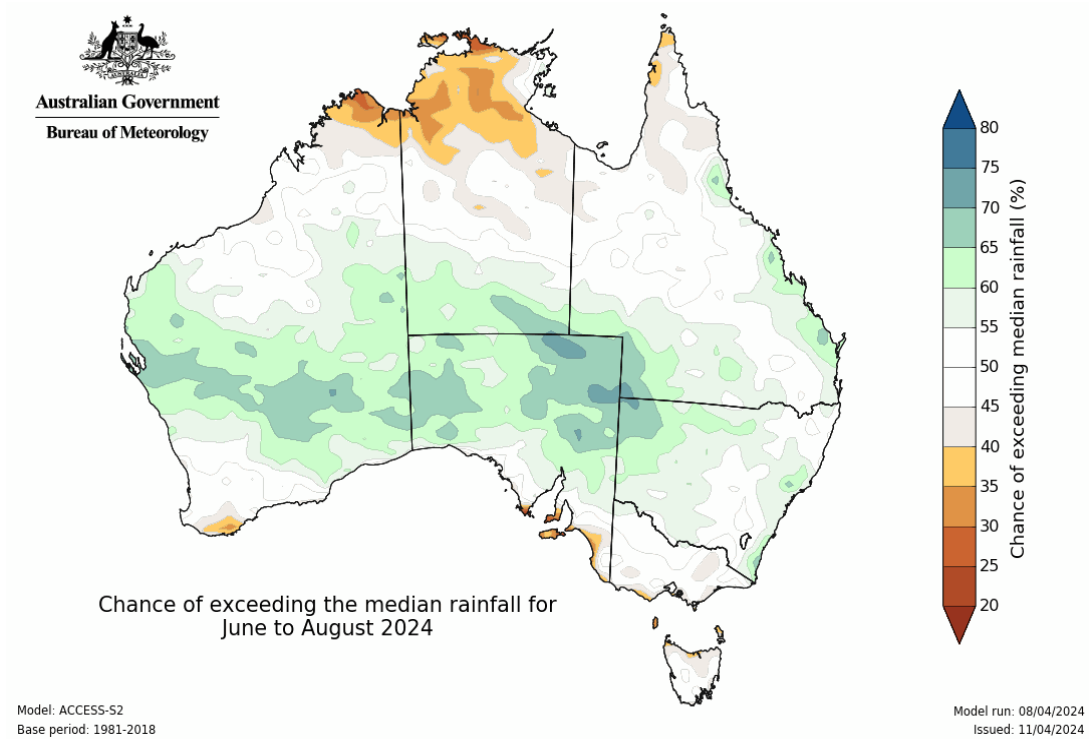 Australian Government
Bureau of Meteorology
80
75
70
65
60
55
50
45
40
35
30
25
20
Chance of exceeding median rainfall (%)
Chance of exceeding the median rainfall for
June to August 2024
Model: ACCESS-S2
Base period: 1981-2018
Model run: 08/04/2024
Issued: 11/04/2024